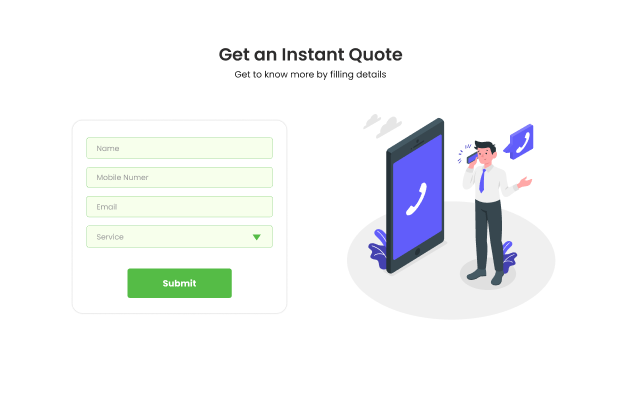 Get an Instant Quote
Get to know more by filling details
Name
Mobile Numer
Email
Service
Submit